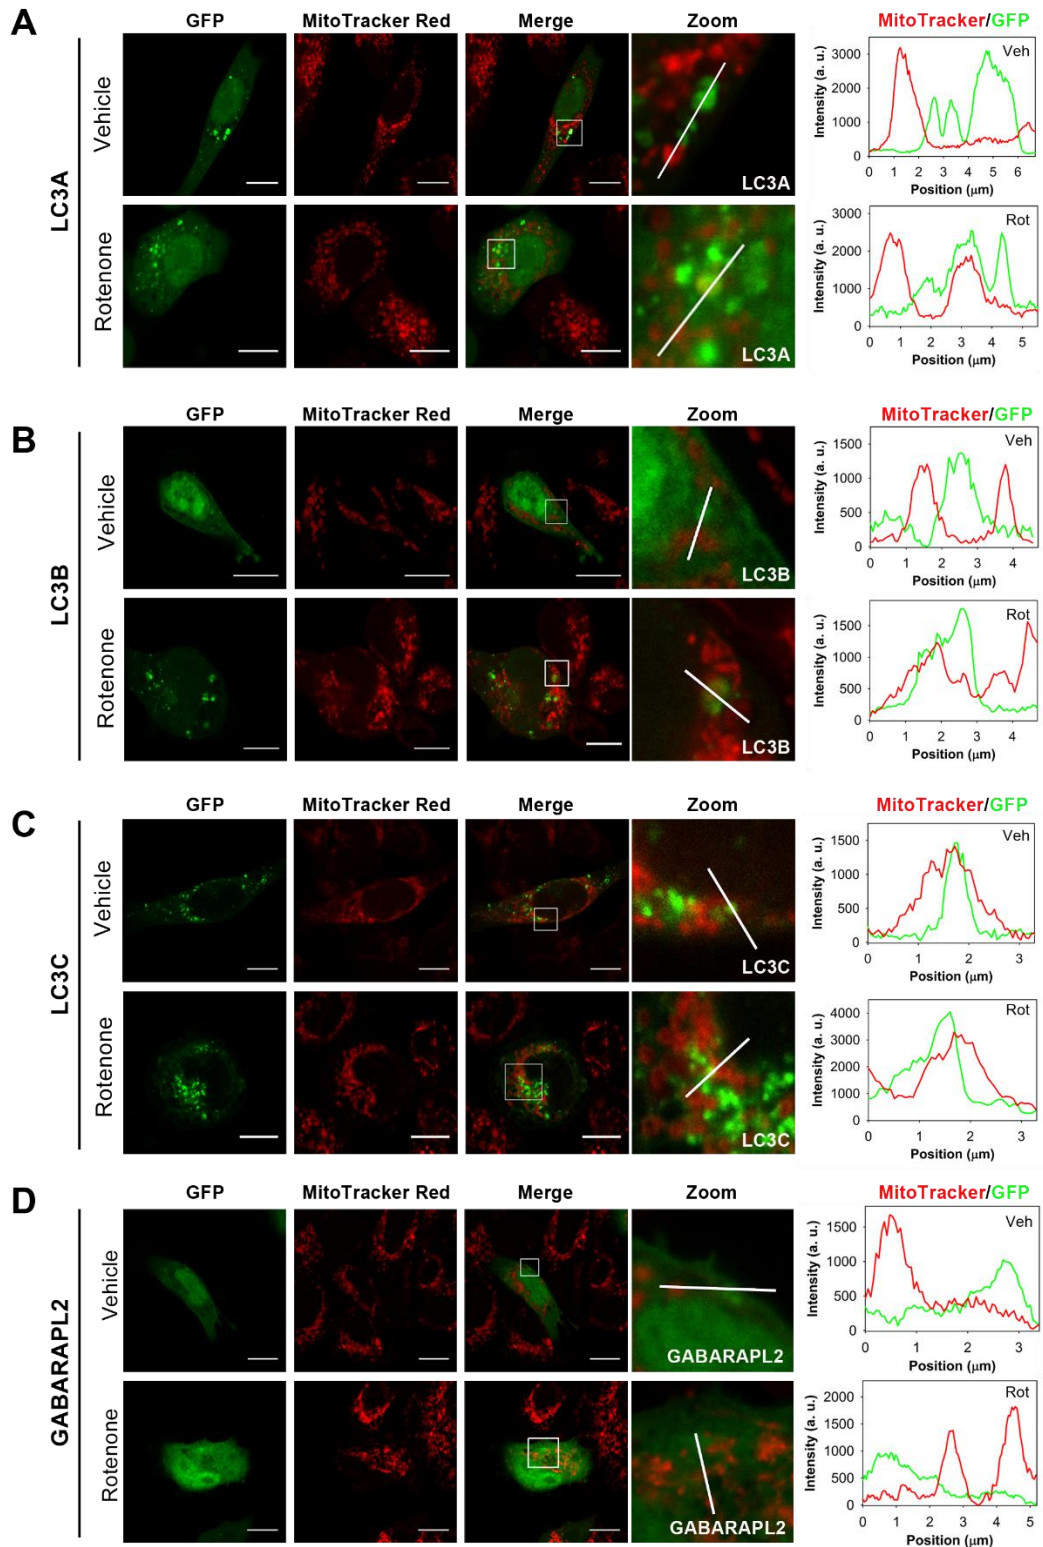 A
GFP MitoTracker Red Merge Zoom MitoTracker/GFP
LC3A
Vehicle
LC3A
Intensity (a. u.)
3000
2000
1000
0
Veh
0 1 2 3 4 5 6
Position (μm)
Rotenone
LC3A
Intensity (a. u.)
3000
2000
1000
0
Rot
0 1 2 3 4 5
Position (μm)
B
GFP MitoTracker Red Merge Zoom MitoTracker/GFP
LC3B
Vehicle
LC3B
Intensity (a. u.)
1500
1000
500
0
Veh
0 1 2 3 4
Position (μm)
Rotenone
LC3B
Intensity (a. u.)
1500
1000
500
0
Rot
0 1 2 3 4
Position (μm)
C
GFP MitoTracker Red Merge Zoom MitoTracker/GFP
LC3C
Vehicle
LC3C
Intensity (a. u.)
1500
1000
500
0
Veh
0 1 2 3
Position (μm)
Rotenone
LC3C
Intensity (a. u.)
4000
3000
2000
1000
0
Rot
0 1 2 3
Position (μm)
D
GFP MitoTracker Red Merge Zoom MitoTracker/GFP
GABARAPL2
Vehicle
GABARAPL2
Intensity (a. u.)
1500
1000
500
0
Veh
0 1 2 3
Position (μm)
Rotenone
GABARAPL2
Intensity (a. u.)
2000
1500
1000
500
0
Rot
0 1 2 3 4 5
Position (μm)